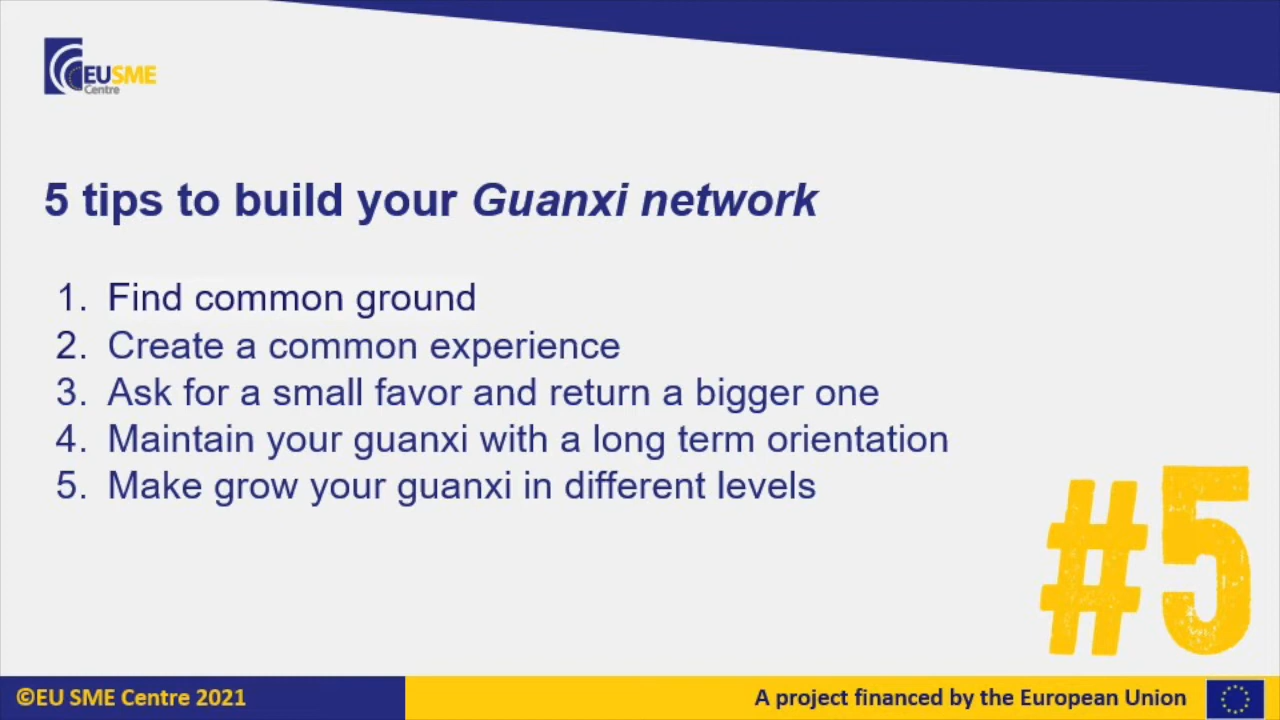 EUSME
Centre
5 tips to build your Guanxi network
1. Find common ground
2. Create a common experience
3. Ask for a small favor and return a bigger one
4. Maintain your guanxi with a long term orientation
5. Make grow your guanxi in different levels
#5
©EU SME Centre 2021
A project financed by the European Union